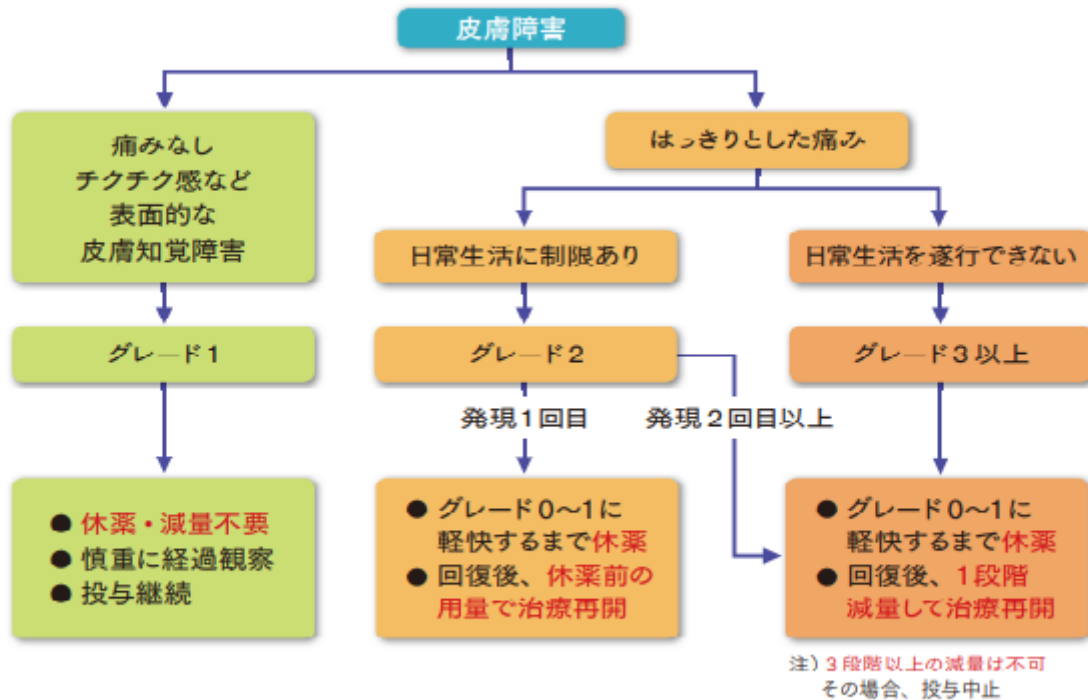 皮膚障害
痛みなし
チクチク感など
表面的な
皮膚知覚障害
はっきりとした痛み
日常生活に制限あり
日常生活を遂行できない
グレード1
グレード2
グレード3以上
発現1回目
発現2回目以上
● 休薬・減量不要
● 慎重に経過観察
● 投与継続
● グレード0〜1に
軽快するまで休薬
● 回復後、休薬前の
用量で治療再開
● グレード0〜1に
軽快するまで休薬
● 回復後、1段階
減量して治療再開
注)3段階以上の減量は不可
その場合、投与中止